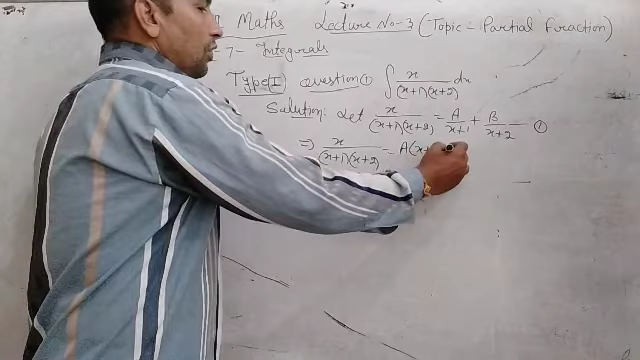 Maths Lecture No-3 (Topic - Partial fraction)
7- Integrals
Type(I) Question① ∫ x/((x+1)(x+2)) dx
Solution: Let x/((x+1)(x+2)) = A/(x+1) + B/(x+2) — ①
⇒ x/((x+1)(x+2)) = A(x+